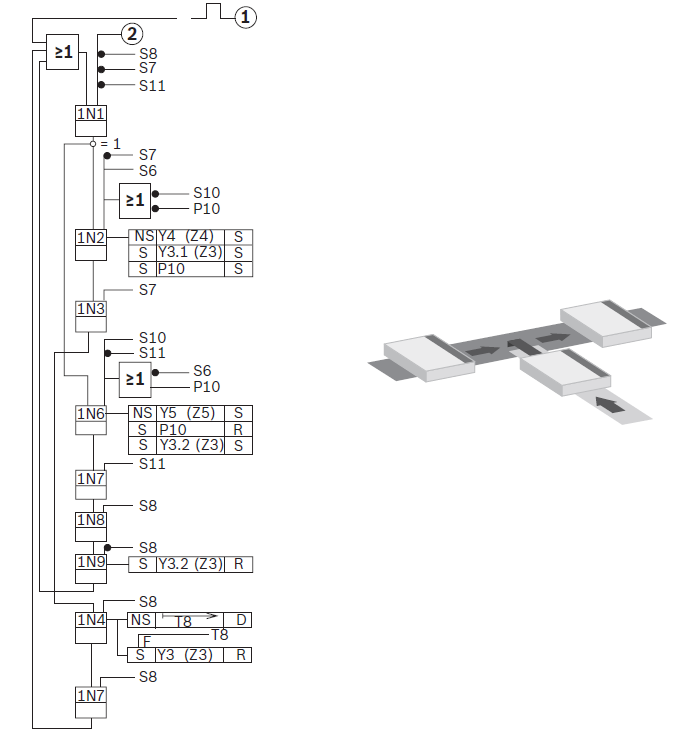 1
2
≥1
S8
S7
S11
1N1
= 1
S7
S6
≥1
S10
P10
1N2
NS Y4 (Z4) S
S Y3.1 (Z3) S
S P10 S
S7
1N3
S10
S11
≥1
S6
P10
1N6
NS Y5 (Z5) S
S P10 R
S Y3.2 (Z3) S
S11
1N7
S8
1N8
S8
1N9
S Y3.2 (Z3) R
S8
1N4
NS T8 D
T8
F
S Y3 (Z3) R
S8
1N7